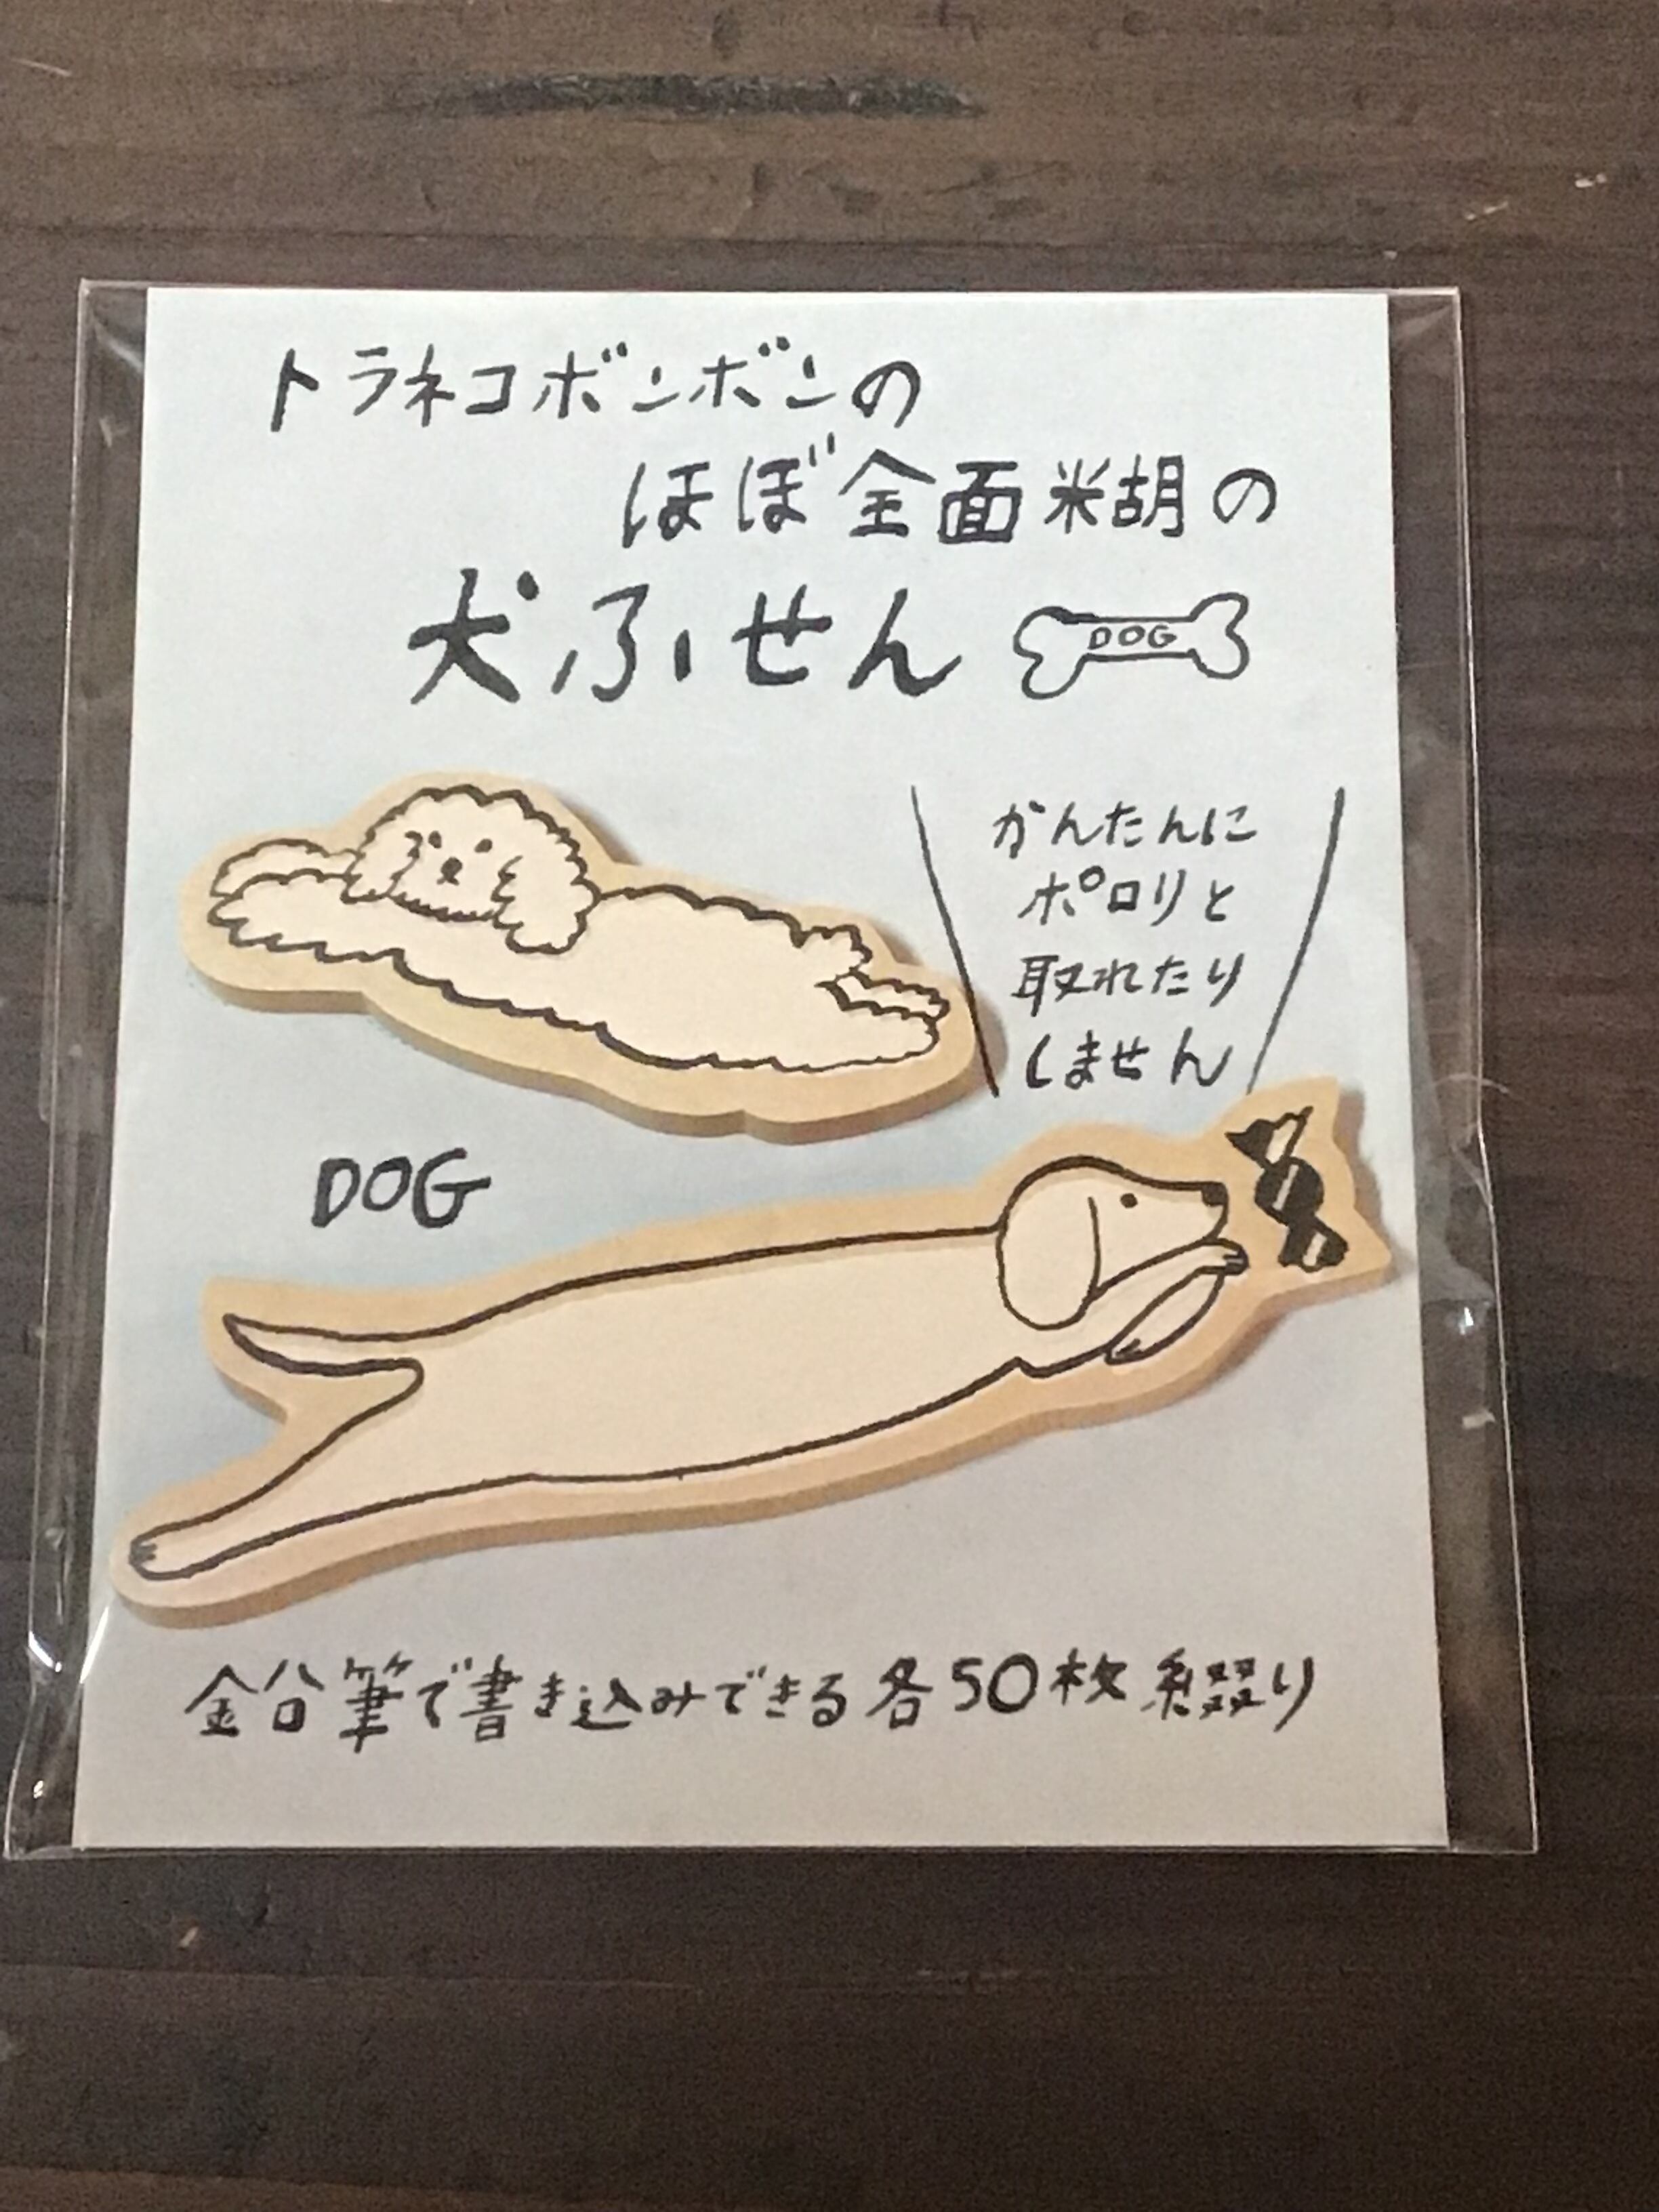 トラネコボンボンの
ほぼ全面糊の
犬ふせん
DOG
かんたんに
ポロリと
取れたり
しません
DOG
鉛筆で書き込みできる各50枚綴り